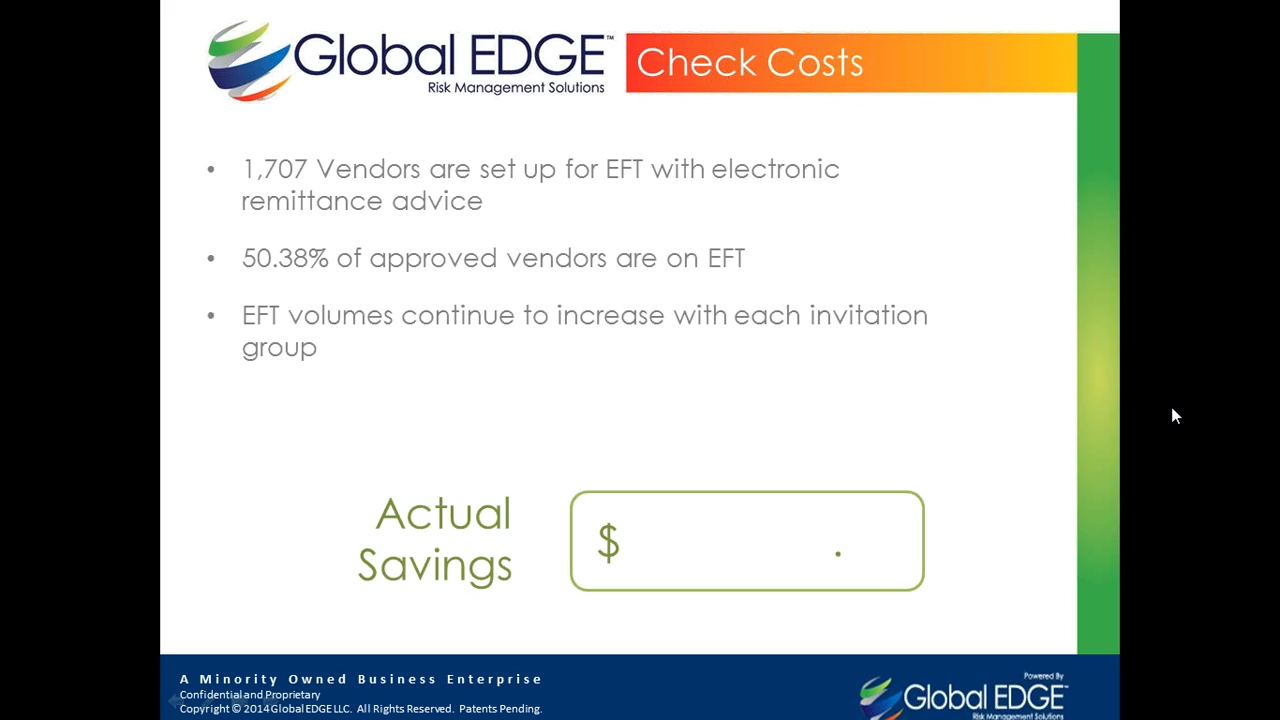 Global EDGE™
Risk Management Solutions
Check Costs
• 1,707 Vendors are set up for EFT with electronic
remittance advice
• 50.38% of approved vendors are on EFT
• EFT volumes continue to increase with each invitation
group
Actual
Savings
$ .
A Minority Owned Business Enterprise
Confidential and Proprietary
Copyright © 2014 Global EDGE LLC. All Rights Reserved. Patents Pending.
Powered By
Global EDGE™
Risk Management Solutions